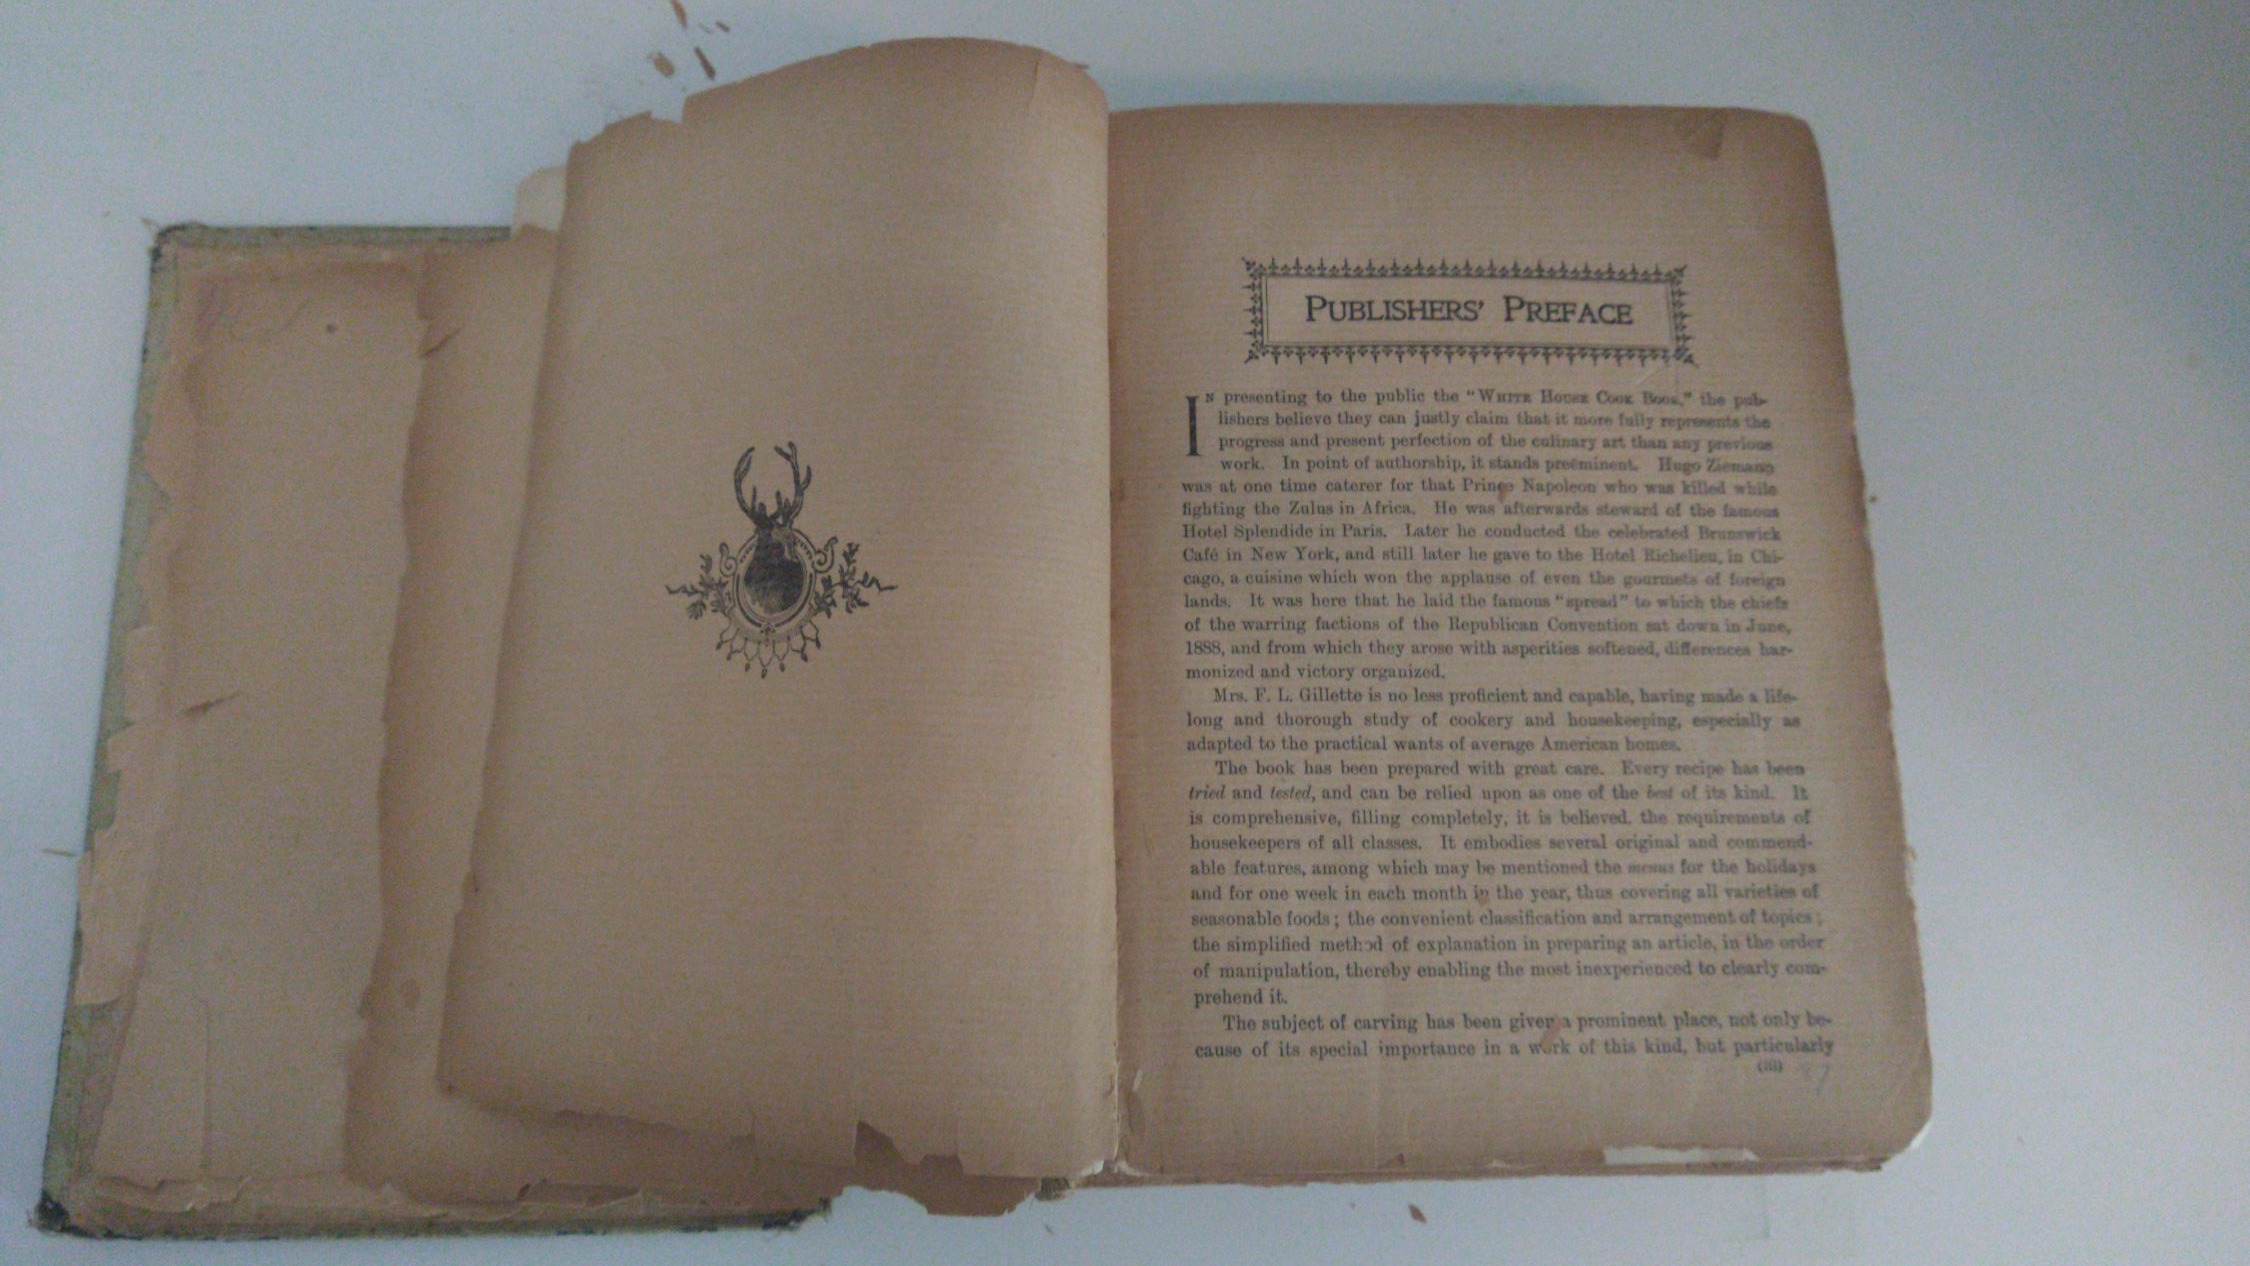 PUBLISHERS' PREFACE
IN presenting to the public the "WHITE HOUSE COOK BOOK," the pub-
lishers believe they can justly claim that it more fully represents the
progress and present perfection of the culinary art than any previous
work. In point of authorship, it stands preëminent. Hugo Ziemann
was at one time caterer for that Prince Napoleon who was killed while
fighting the Zulus in Africa. He was afterwards steward of the famous
Hotel Splendide in Paris. Later he conducted the celebrated Brunswick
Café in New York, and still later he gave to the Hotel Richelieu, in Chi-
cago, a cuisine which won the applause of even the gourmets of foreign
lands. It was here that he laid the famous "spread" to which the chiefs
of the warring factions of the Republican Convention sat down in June,
1888, and from which they arose with asperities softened, differences har-
monized and victory organized.
Mrs. F. L. Gillette is no less proficient and capable, having made a life-
long and thorough study of cookery and housekeeping, especially as
adapted to the practical wants of average American homes.
The book has been prepared with great care. Every recipe has been
tried and tested, and can be relied upon as one of the best of its kind. It
is comprehensive, filling completely, it is believed, the requirements of
housekeepers of all classes. It embodies several original and commend-
able features, among which may be mentioned the menus for the holidays
and for one week in each month in the year, thus covering all varieties of
seasonable foods; the convenient classification and arrangement of topics;
the simplified method of explanation in preparing an article, in the order
of manipulation, thereby enabling the most inexperienced to clearly com-
prehend it.
The subject of carving has been given a prominent place, not only be-
cause of its special importance in a work of this kind, but particularly
(iii)